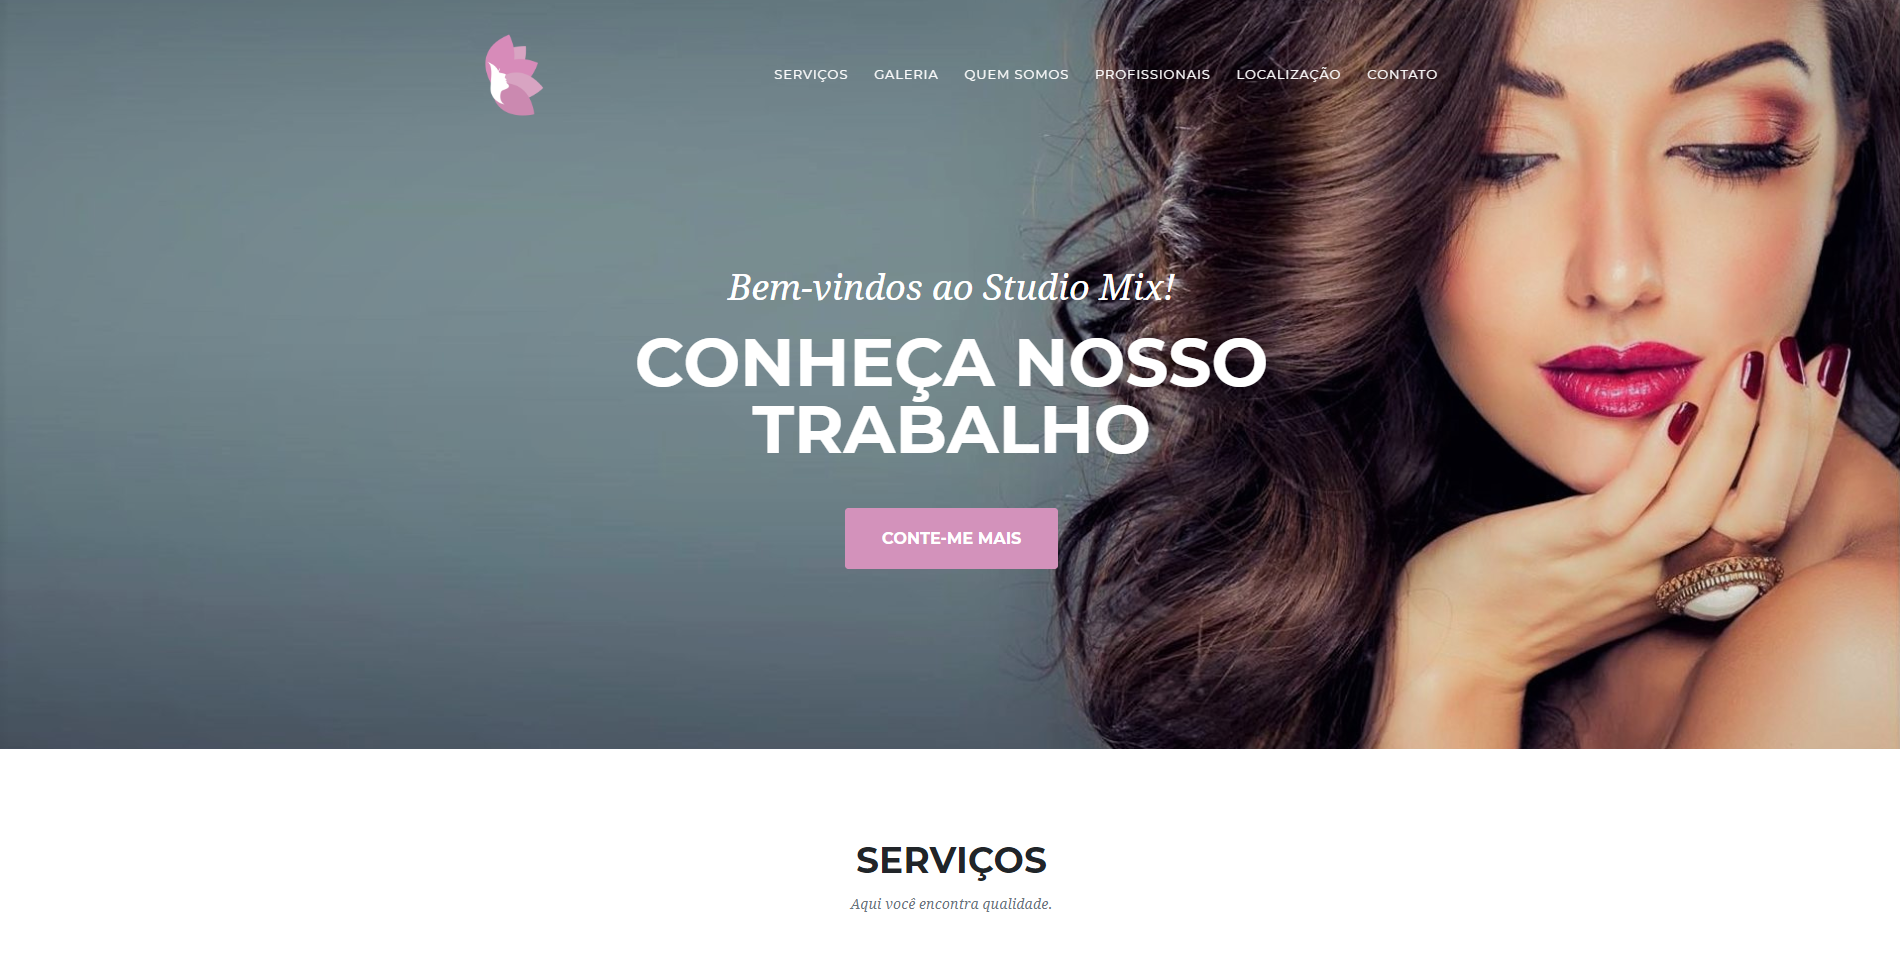 SERVIÇOS GALERIA QUEM SOMOS PROFISSIONAIS LOCALIZAÇÃO CONTATO
Bem-vindos ao Studio Mix!
CONHEÇA NOSSO
TRABALHO
CONTE-ME MAIS
SERVIÇOS
Aqui você encontra qualidade.